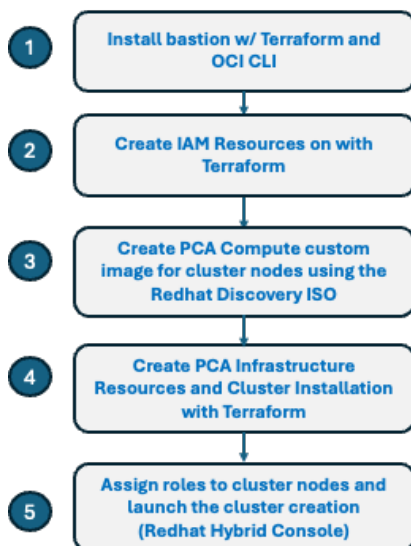 1
Install bastion w/ Terraform and
OCI CLI
2
Create IAM Resources on with
Terraform
3
Create PCA Compute custom
image for cluster nodes using the
Redhat Discovery ISO
4
Create PCA Infrastructure
Resources and Cluster Installation
with Terraform
5
Assign roles to cluster nodes and
launch the cluster creation
(Redhat Hybrid Console)